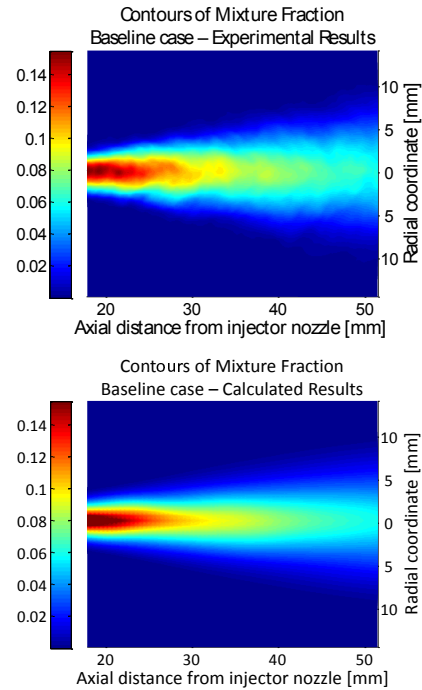 Contours of Mixture Fraction
Baseline case – Experimental Results
0.14
0.12
0.1
0.08
0.06
0.04
0.02
10
5
0
5
10
Radial coordinate [mm]
20 30 40 50
Axial distance from injector nozzle [mm]
Contours of Mixture Fraction
Baseline case – Calculated Results
0.14
0.12
0.1
0.08
0.06
0.04
0.02
10
5
0
5
10
Radial coordinate [mm]
20 30 40 50
Axial distance from injector nozzle [mm]